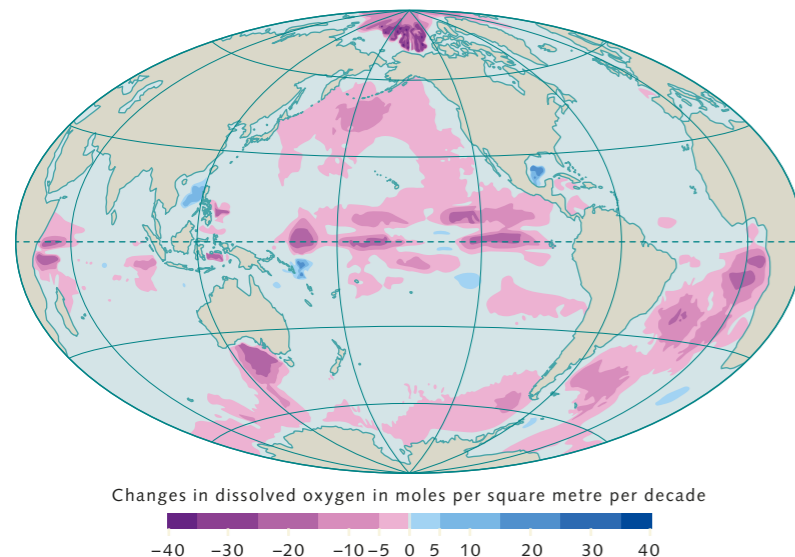 Changes in dissolved oxygen in moles per square metre per decade
−40 −30 −20 −10 −5 0 5 10 20 30 40